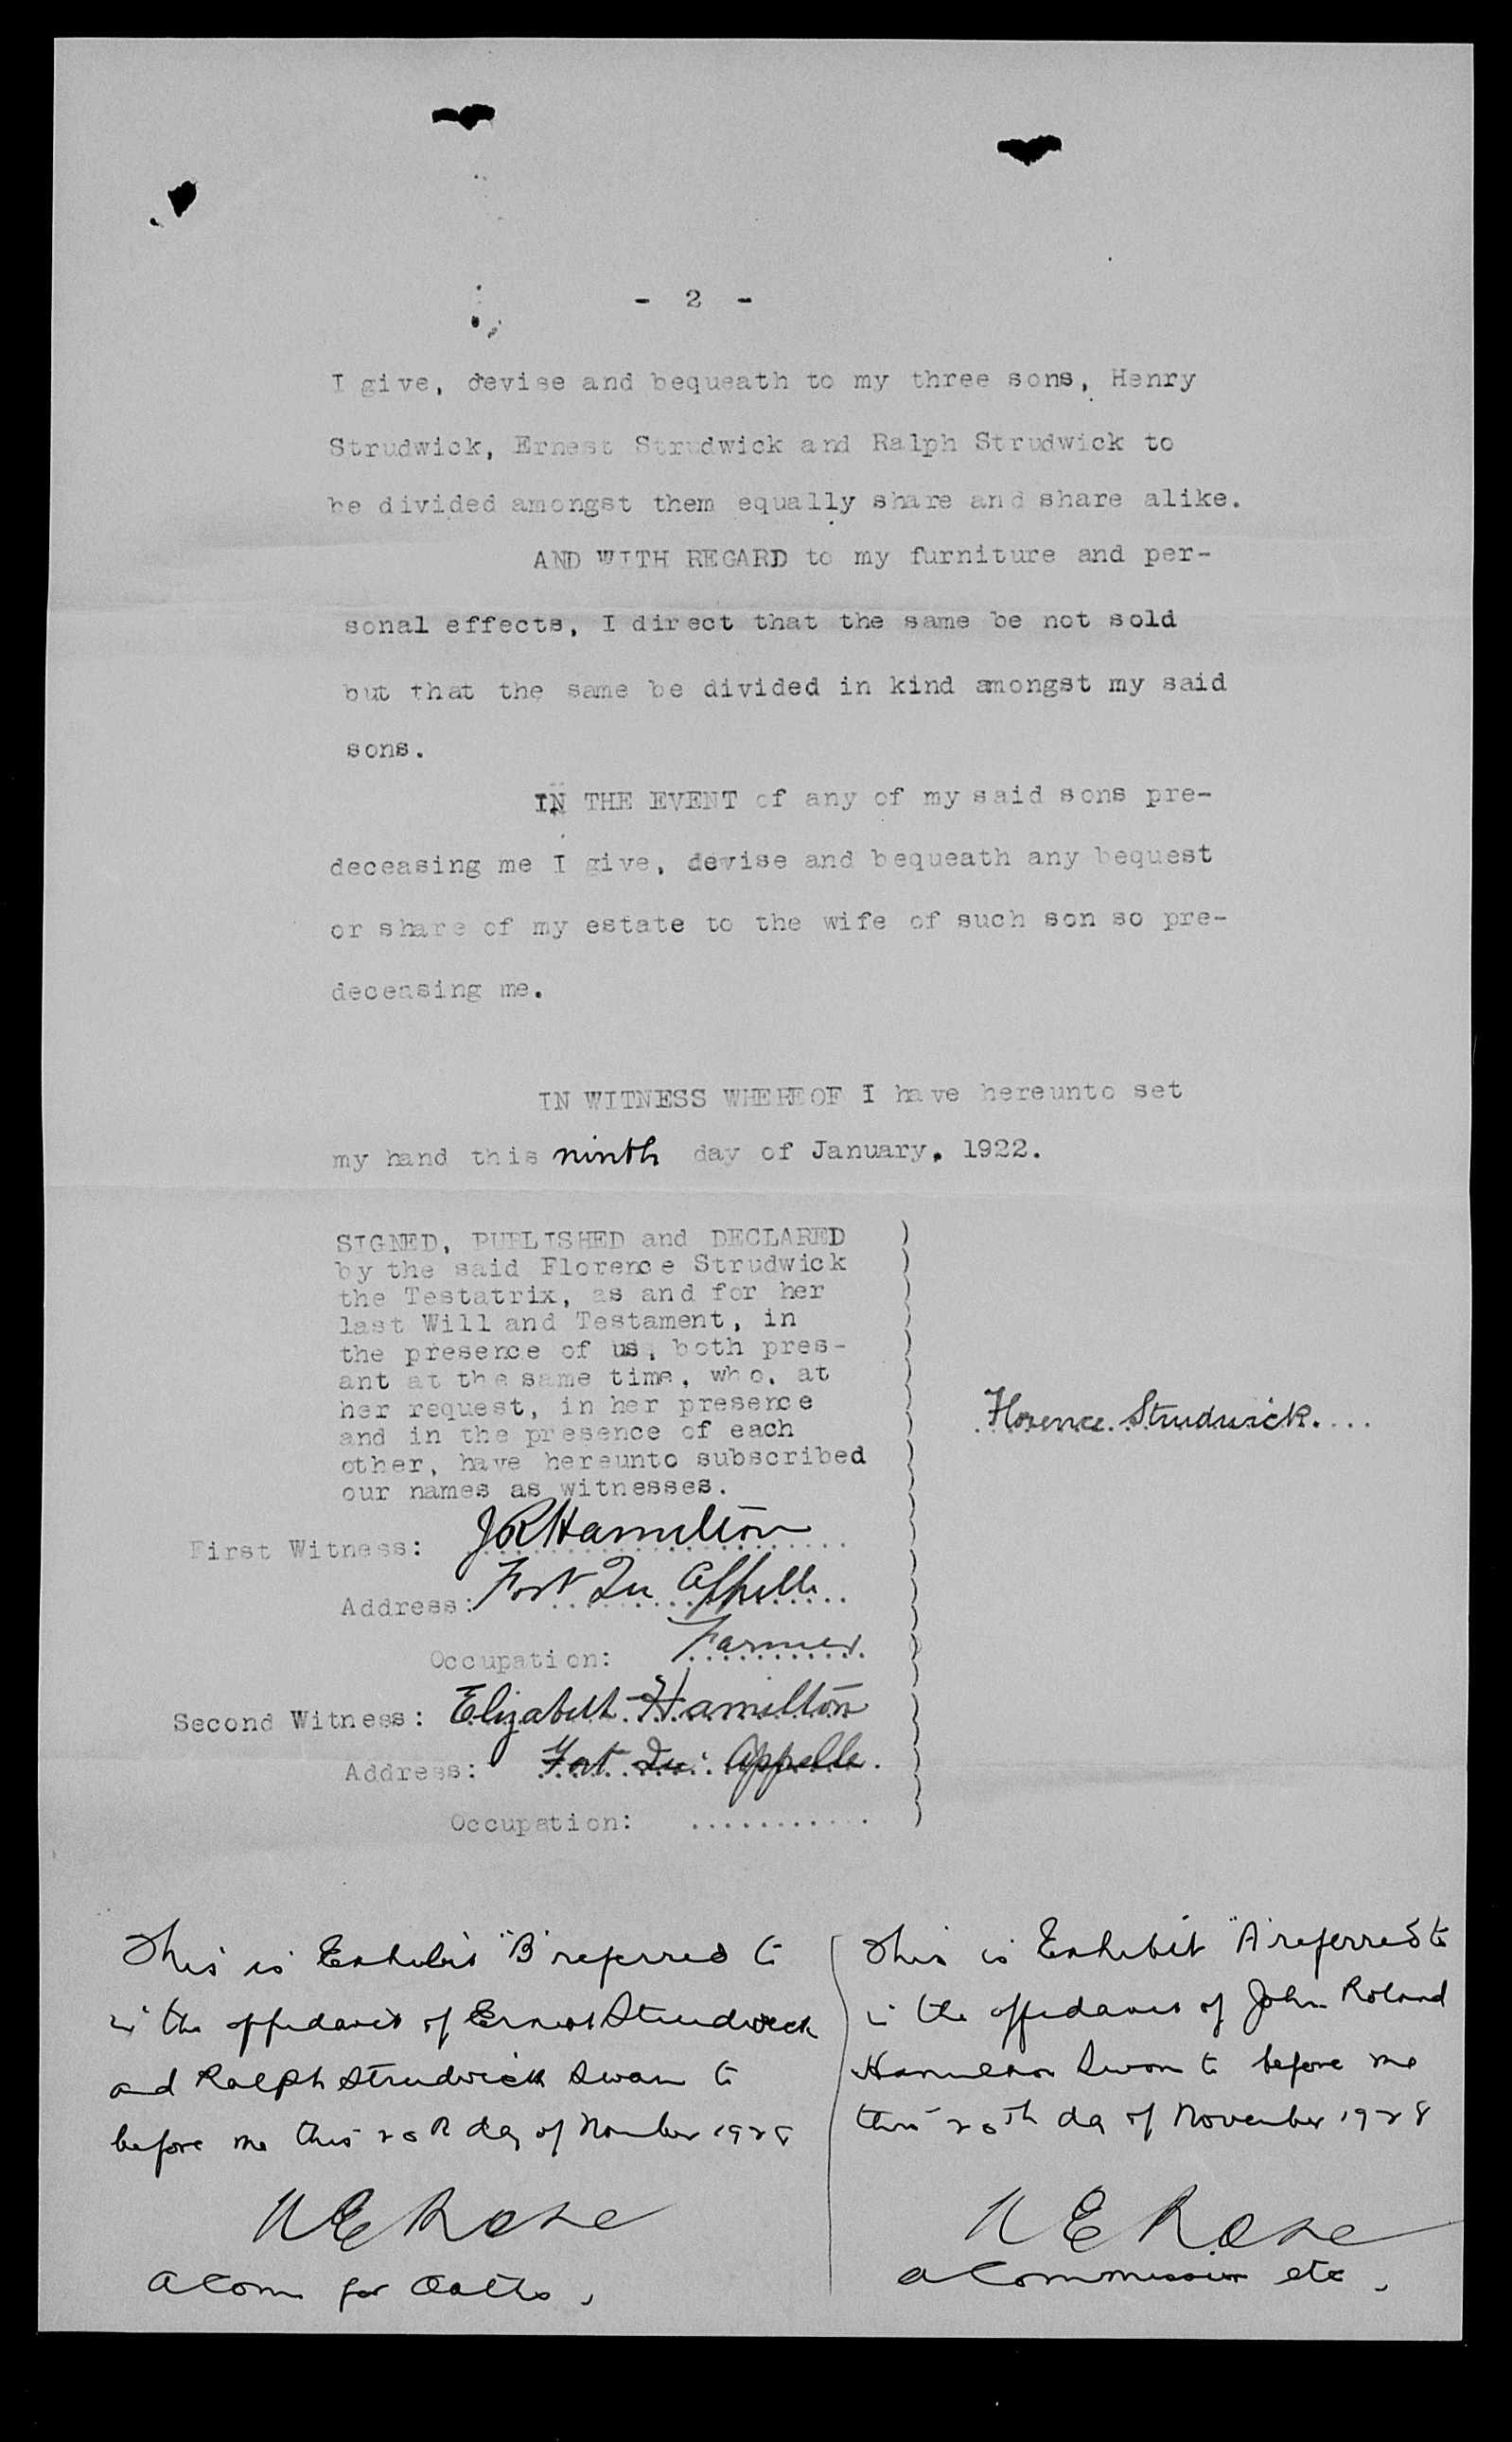 - 2 -
I give, devise and bequeath to my three sons, Henry
Strudwick, Ernest Strudwick and Ralph Strudwick to
be divided amongst them equally share and share alike.
AND WITH REGARD to my furniture and per-
sonal effects, I direct that the same be not sold
but that the same be divided in kind amongst my said
sons.
IN THE EVENT of any of my said sons pre-
deceasing me I give, devise and bequeath any bequest
or share of my estate to the wife of such son so pre-
deceasing me.
IN WITNESS WHEREOF I have hereunto set
my hand this ninth day of January, 1922.
SIGNED, PUBLISHED and DECLARED
by the said Florence Strudwick
the Testatrix, as and for her
last Will and Testament, in
the presence of us, both pres-
ant at the same time, who, at
her request, in her presence
and in the presence of each
other, have hereunto subscribed
our names as witnesses.
Florence Strudwick....
First Witness: JRHamilton
Address: Fort Qu Appelle
Occupation: Farmer
Second Witness: Elizabeth Hamilton
Address: Fort Qu' Appelle.
Occupation: ...........
This is Exhibit "B" referred to
in the affidavit of Ernest Strudwick
and Ralph Strudwick Sworn to
before me this 20th day of November 1928
W E Rose
a Com for Oaths,
This is Exhibit "A" referred to
in the affidavit of John Roland
Hamilton Sworn to before me
this 20th day of November 1928
W E Rose
a Commissioner etc,